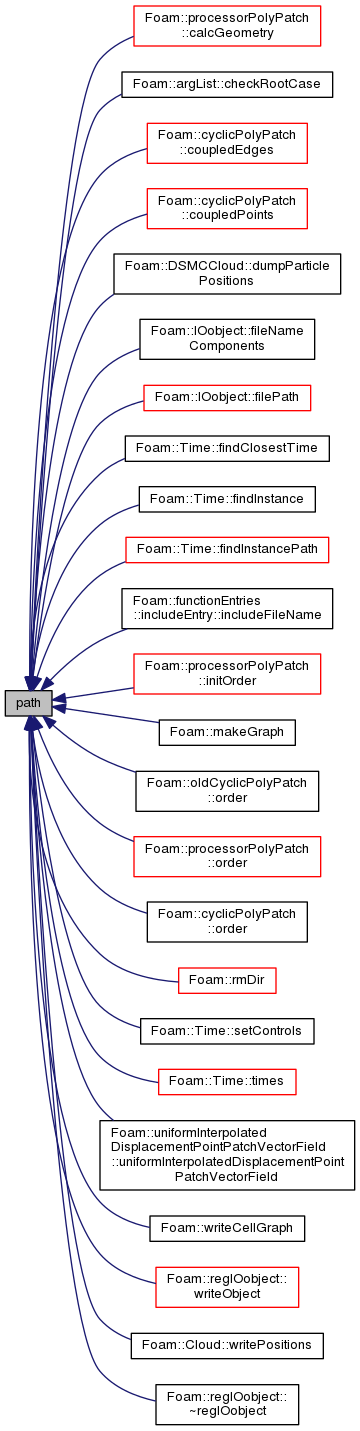 Foam::processorPolyPatch
::calcGeometry
Foam::argList::checkRootCase
Foam::cyclicPolyPatch
::coupledEdges
Foam::cyclicPolyPatch
::coupledPoints
Foam::DSMCCloud::dumpParticle
Positions
Foam::IOobject::fileName
Components
Foam::IOobject::filePath
Foam::Time::findClosestTime
Foam::Time::findInstance
Foam::Time::findInstancePath
Foam::functionEntries
::includeEntry::includeFileName
Foam::processorPolyPatch
::initOrder
path
Foam::makeGraph
Foam::oldCyclicPolyPatch
::order
Foam::processorPolyPatch
::order
Foam::cyclicPolyPatch
::order
Foam::rmDir
Foam::Time::setControls
Foam::Time::times
Foam::uniformInterpolated
DisplacementPointPatchVectorField
::uniformInterpolatedDisplacementPoint
PatchVectorField
Foam::writeCellGraph
Foam::regIOobject::
writeObject
Foam::Cloud::writePositions
Foam::regIOobject::
~regIOobject